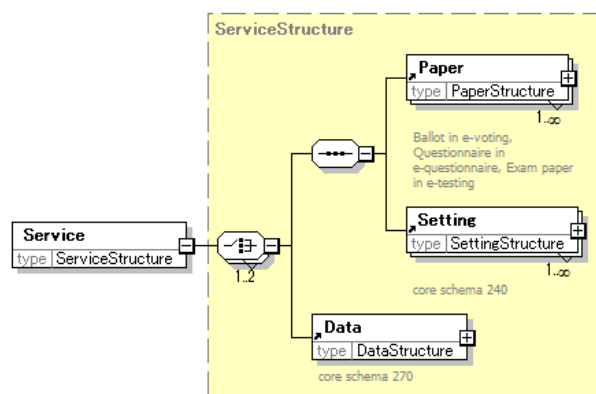 ServiceStructure
Paper
type PaperStructure
1..∞
Ballot in e-voting,
Questionnaire in
e-questionnaire, Exam paper
in e-testing
Service
type ServiceStructure
1..2
Setting
type SettingStructure
1..∞
core schema 240
Data
type DataStructure
core schema 270